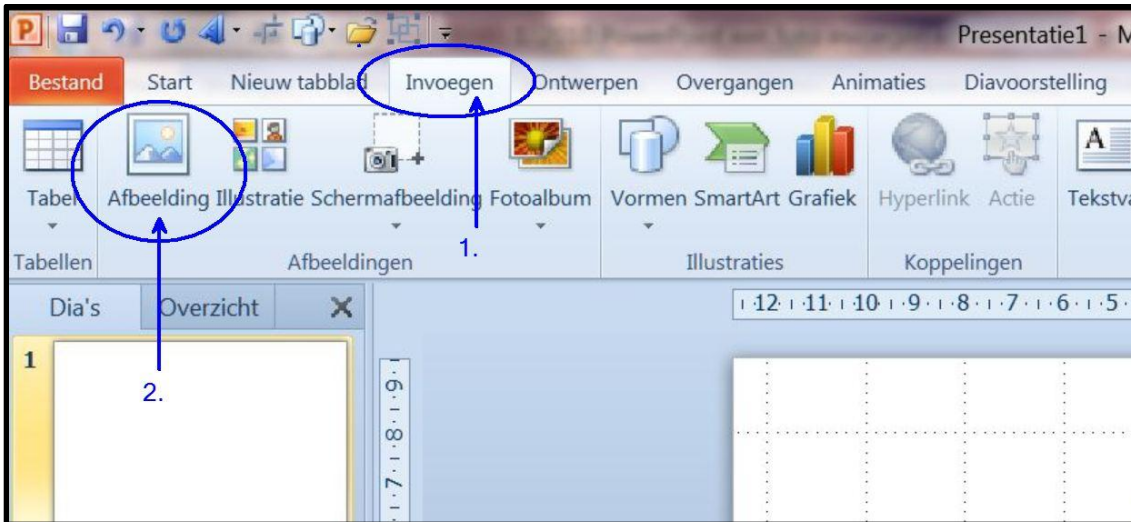 P
Presentatie1 - M
Bestand Start Nieuw tabblad Invoegen Ontwerpen Overgangen Animaties Diavoorstelling
Tabel Afbeelding Illustratie Schermafbeelding Fotoalbum Vormen SmartArt Grafiek Hyperlink Actie Tekstva
A
1.
Tabellen Afbeeldingen Illustraties Koppelingen
Dia's Overzicht
12 11 10 9 8 7 6 5
1
2.
9 8 7